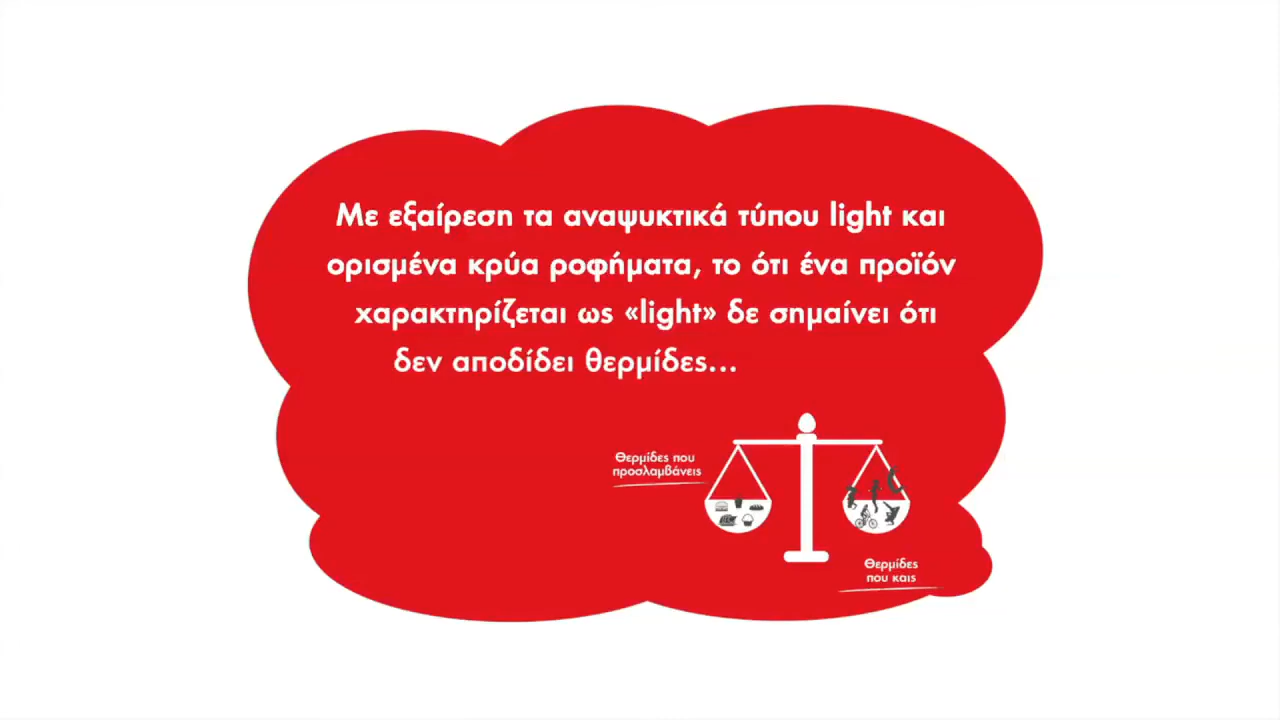 Με εξαίρεση τα αναψυκτικά τύπου light και
ορισμένα κρύα ροφήματα, το ότι ένα προϊόν
χαρακτηρίζεται ως «light» δε σημαίνει ότι
δεν αποδίδει θερμίδες...
Θερμίδες που
προσλαμβάνεις
Θερμίδες
που καις